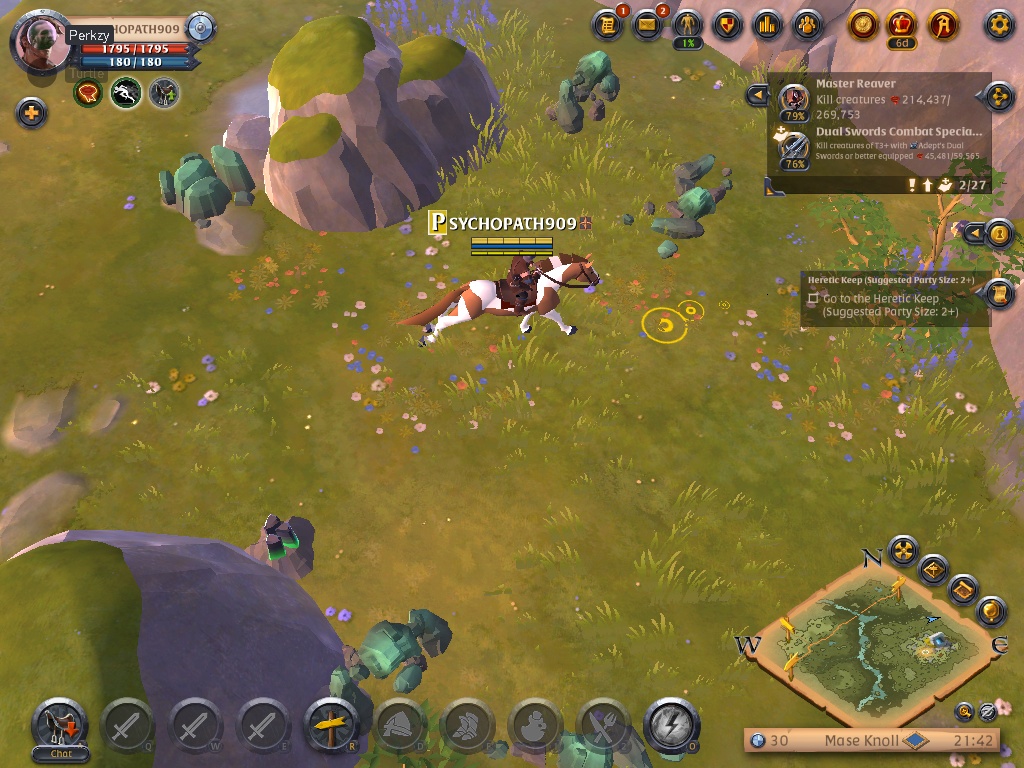 Perkzy
HOPATH909
1795/1795
180/180
Turtle
1
2
1%
6d
Master Reaver
Kill creatures 214,437/
269,753
79%
Dual Swords Combat Specia...
Kill creatures of T3+ with Adept's Dual
Swords or better equipped 45,481/59,565
76%
2/27
PSYCHOPATH909
Heretic Keep (Suggested Party Size: 2+)
Go to the Heretic Keep
(Suggested Party Size: 2+)
N
W
E
Chat
Q
W
E
R
D
F
O
30
Mase Knoll
21:42